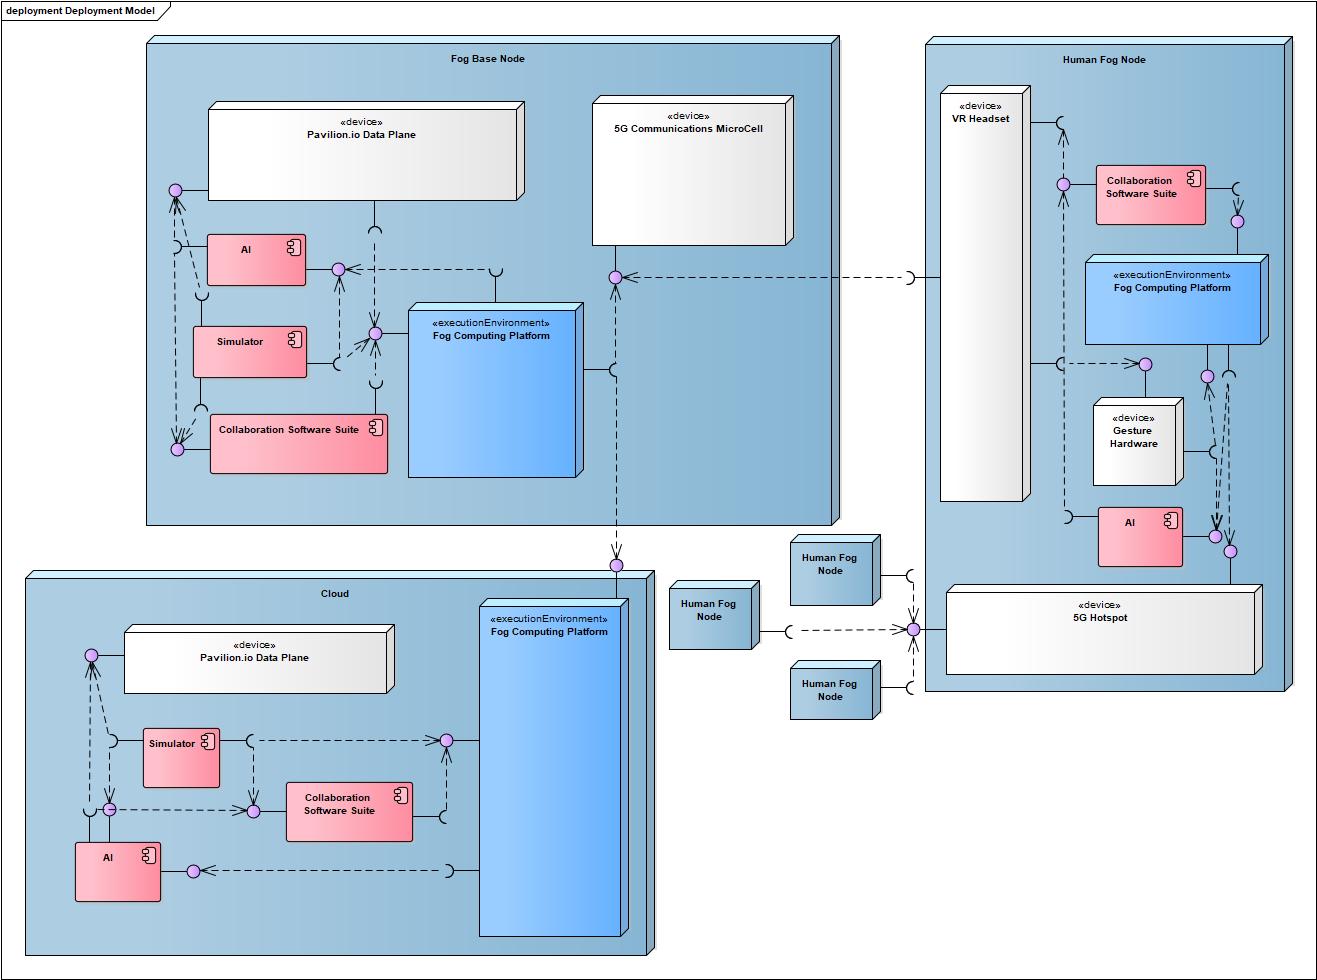 deployment Deployment Model
Fog Base Node
«device»
Pavilion.io Data Plane
«device»
5G Communications MicroCell
AI
Simulator
Collaboration Software Suite
«executionEnvironment»
Fog Computing Platform
Human Fog Node
«device»
VR Headset
Collaboration
Software Suite
«executionEnvironment»
Fog Computing Platform
«device»
Gesture
Hardware
AI
«device»
5G Hotspot
Human Fog
Node
Human Fog
Node
Human Fog
Node
Cloud
«device»
Pavilion.io Data Plane
«executionEnvironment»
Fog Computing Platform
Simulator
Collaboration
Software Suite
AI